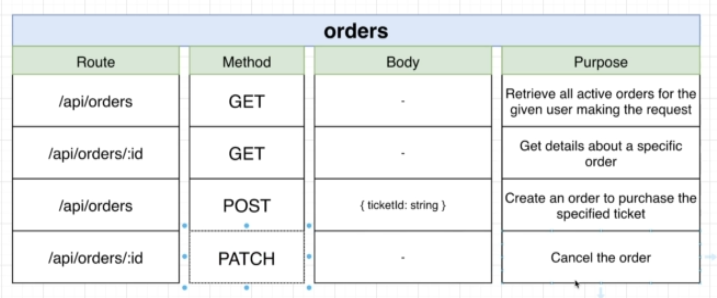 orders
Route Method Body Purpose
/api/orders GET - Retrieve all active orders for the
given user making the request
/api/orders/:id GET - Get details about a specific
order
/api/orders POST { ticketId: string } Create an order to purchase the
specified ticket
/api/orders/:id PATCH - Cancel the order